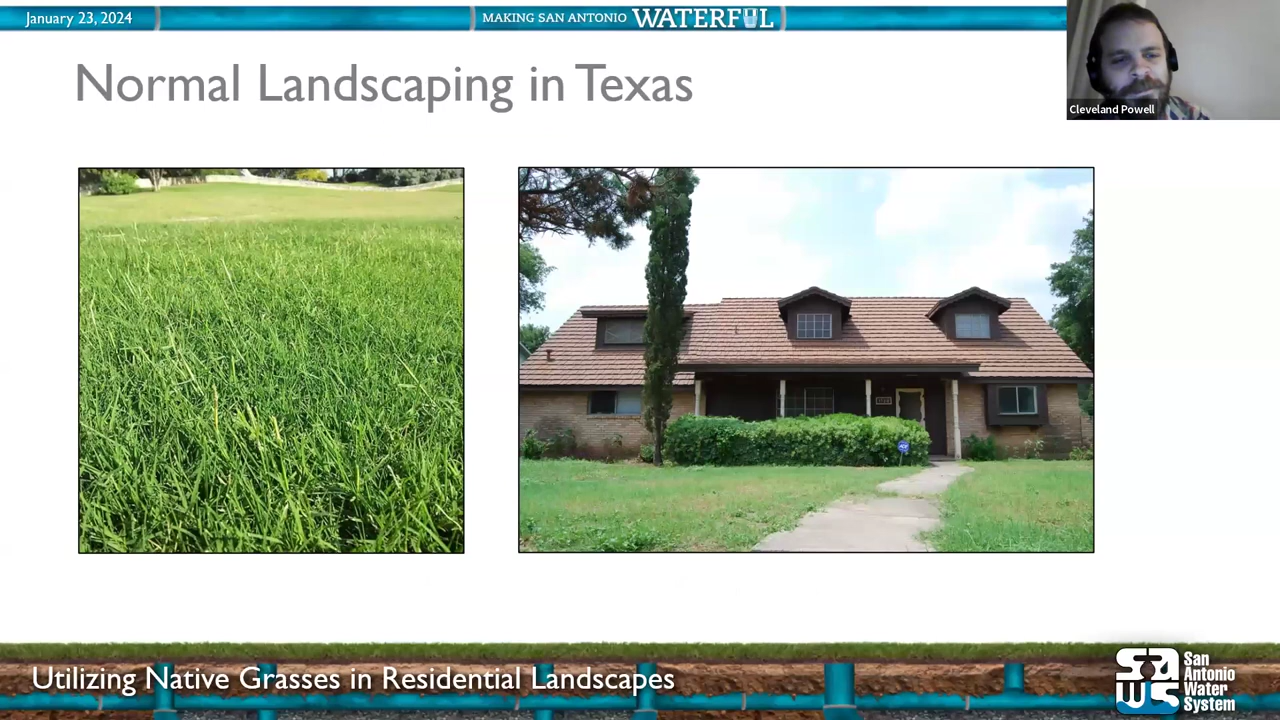 January 23, 2024
MAKING SAN ANTONIO WATERFUL
Cleveland Powell
Normal Landscaping in Texas
Utilizing Native Grasses in Residential Landscapes
SAWS
San
Antonio
Water
System